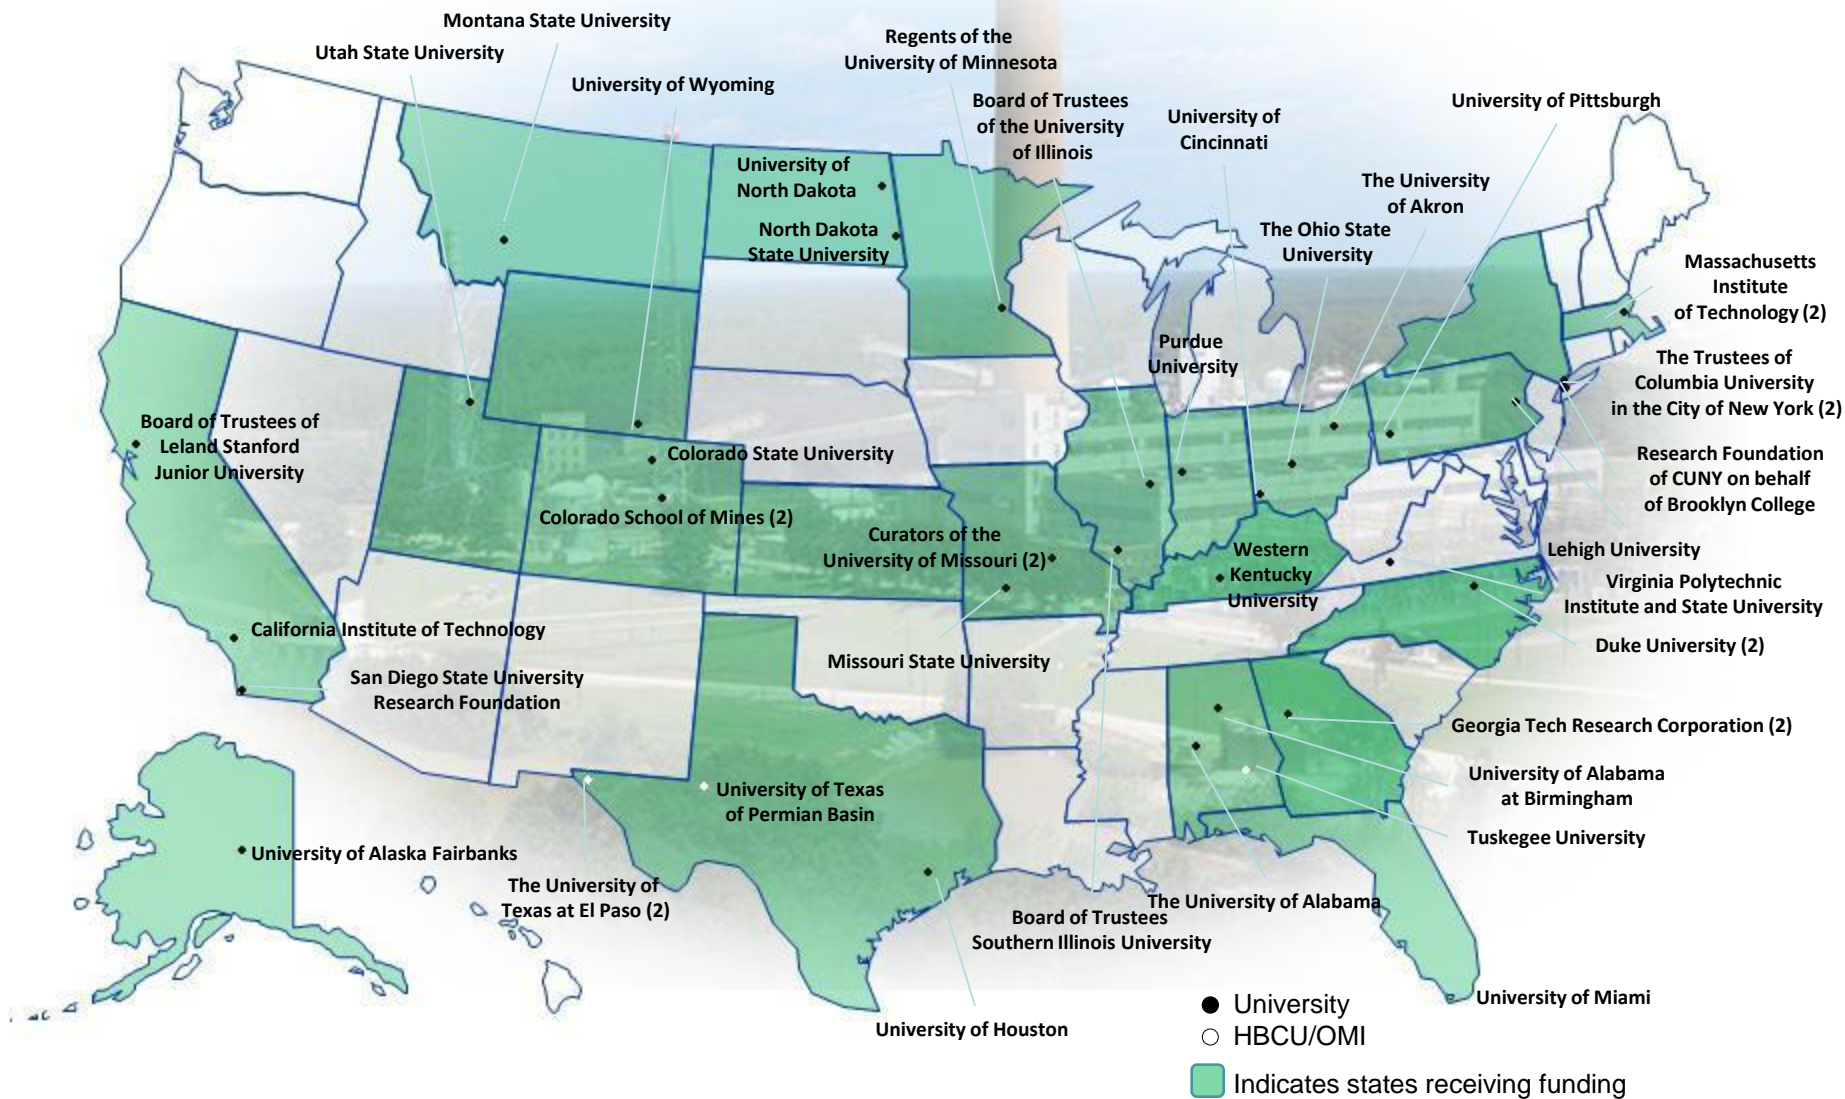 Montana State University
Utah State University
University of Wyoming
Regents of the
University of Minnesota
Board of Trustees
of the University
of Illinois
University of
Cincinnati
University of Pittsburgh
The University
of Akron
The Ohio State
University
University of
North Dakota
North Dakota
State University
Massachusetts
Institute
of Technology (2)
Purdue
University
The Trustees of
Columbia University
in the City of New York (2)
Board of Trustees of
Leland Stanford
Junior University
Colorado State University
Research Foundation
of CUNY on behalf
of Brooklyn College
Colorado School of Mines (2)
Curators of the
University of Missouri (2)
Western
Kentucky
University
Lehigh University
Virginia Polytechnic
Institute and State University
California Institute of Technology
Duke University (2)
Missouri State University
San Diego State University
Research Foundation
Georgia Tech Research Corporation (2)
University of Alabama
at Birmingham
University of Texas
of Permian Basin
Tuskegee University
University of Alaska Fairbanks
The University of
Texas at El Paso (2)
The University of Alabama
Board of Trustees
Southern Illinois University
University of Miami
University of Houston
University
HBCU/OMI
Indicates states receiving funding